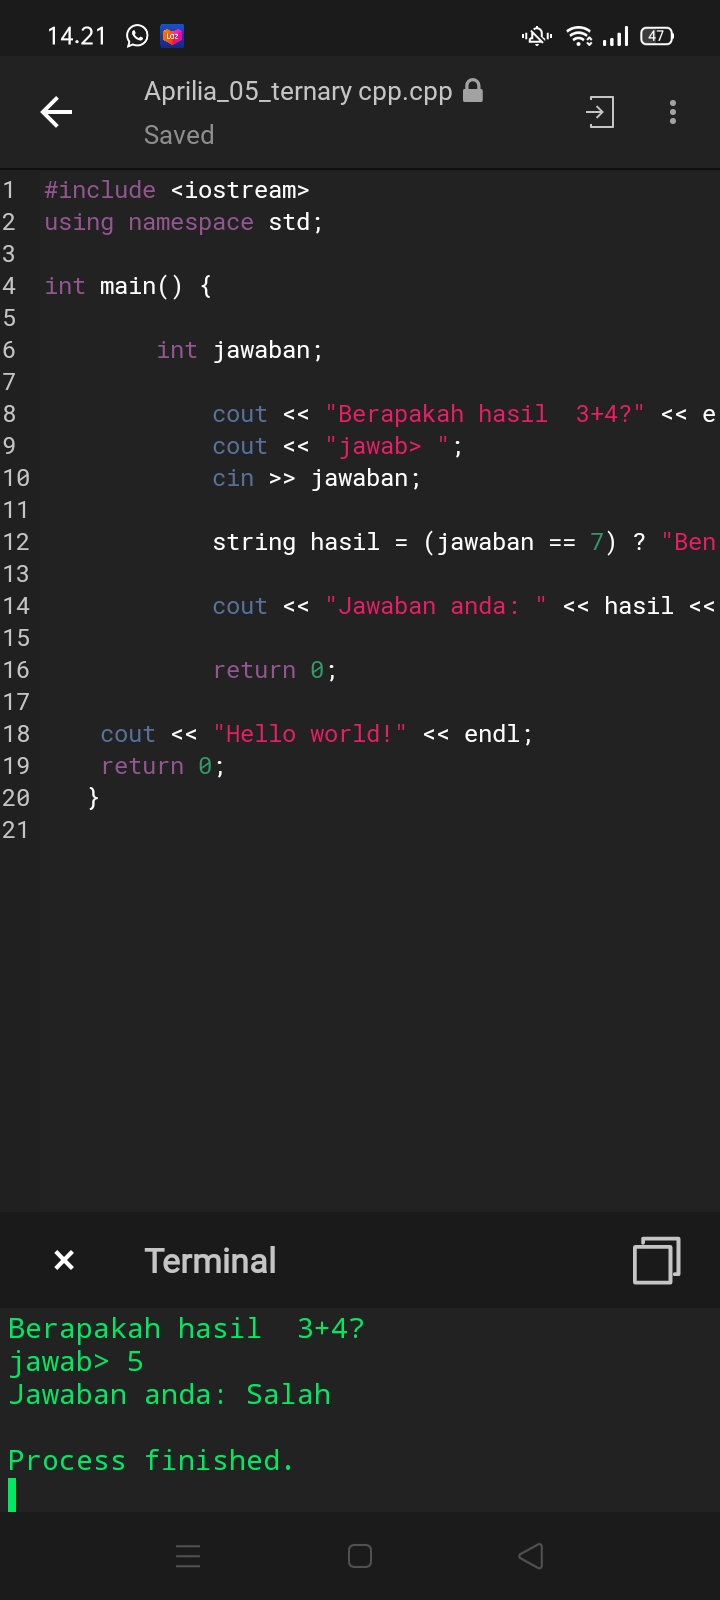 14.21
47
Aprilia_05_ternary cpp.cpp
Saved
1 #include <iostream>
2 using namespace std;
3
4 int main() {
5
6 int jawaban;
7
8 cout << "Berapakah hasil  3+4?" << e
9 cout << "jawab> ";
10 cin >> jawaban;
11
12 string hasil = (jawaban == 7) ? "Ben
13
14 cout << "Jawaban anda: " << hasil <<
15
16 return 0;
17
18 cout << "Hello world!" << endl;
19 return 0;
20 }
21
Terminal
Berapakah hasil  3+4?
jawab> 5
Jawaban anda: Salah
Process finished.